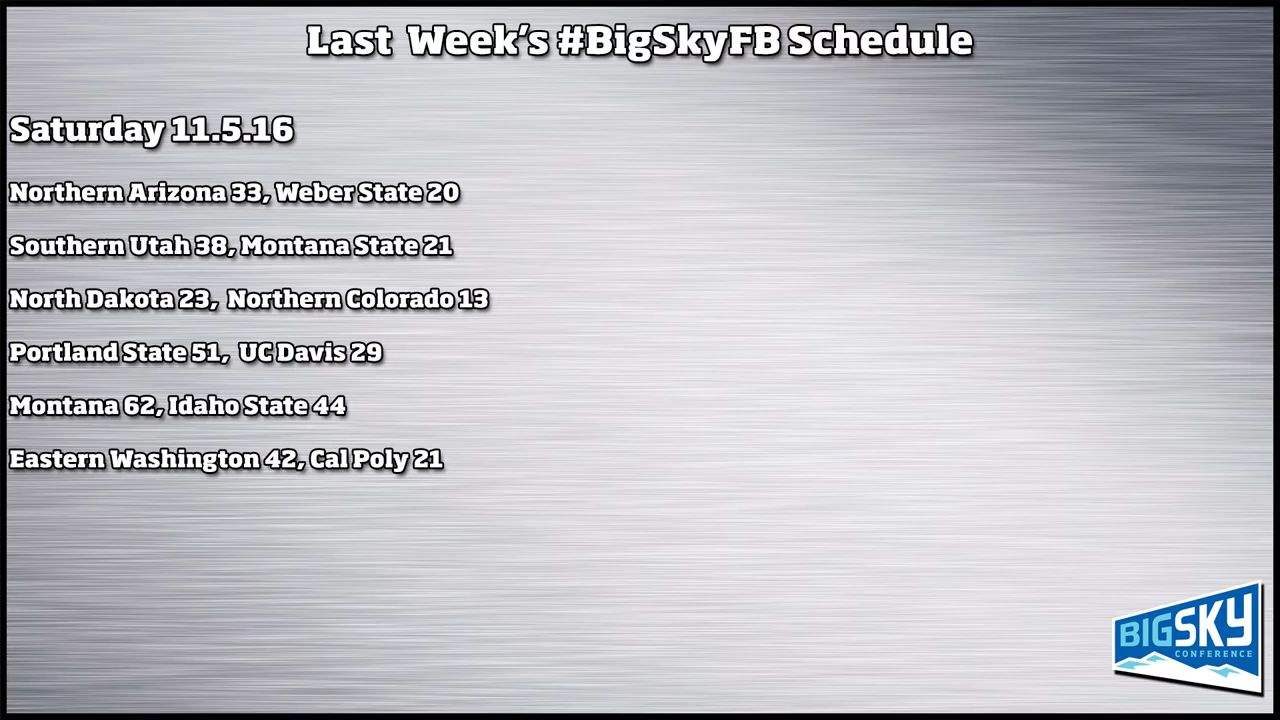 Last Week's #BigSkyFB Schedule
Saturday 11.5.16
Northern Arizona 33, Weber State 20
Southern Utah 38, Montana State 21
North Dakota 23, Northern Colorado 13
Portland State 51, UC Davis 29
Montana 62, Idaho State 44
Eastern Washington 42, Cal Poly 21
BIGSKY
CONFERENCE